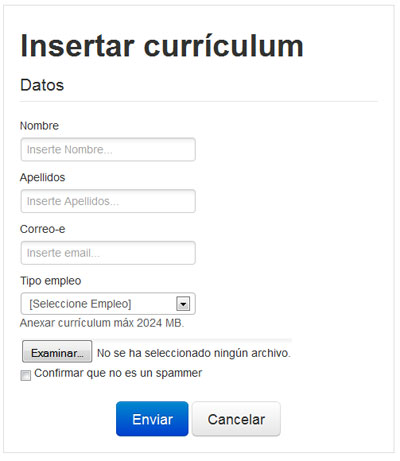 Insertar currículum
Datos
Nombre
Inserte Nombre...
Apellidos
Inserte Apellidos...
Correo-e
Inserte email...
Tipo empleo
[Seleccione Empleo]
Anexar currículum máx 2024 MB.
Examinar... No se ha seleccionado ningún archivo.
Confirmar que no es un spammer
Enviar Cancelar